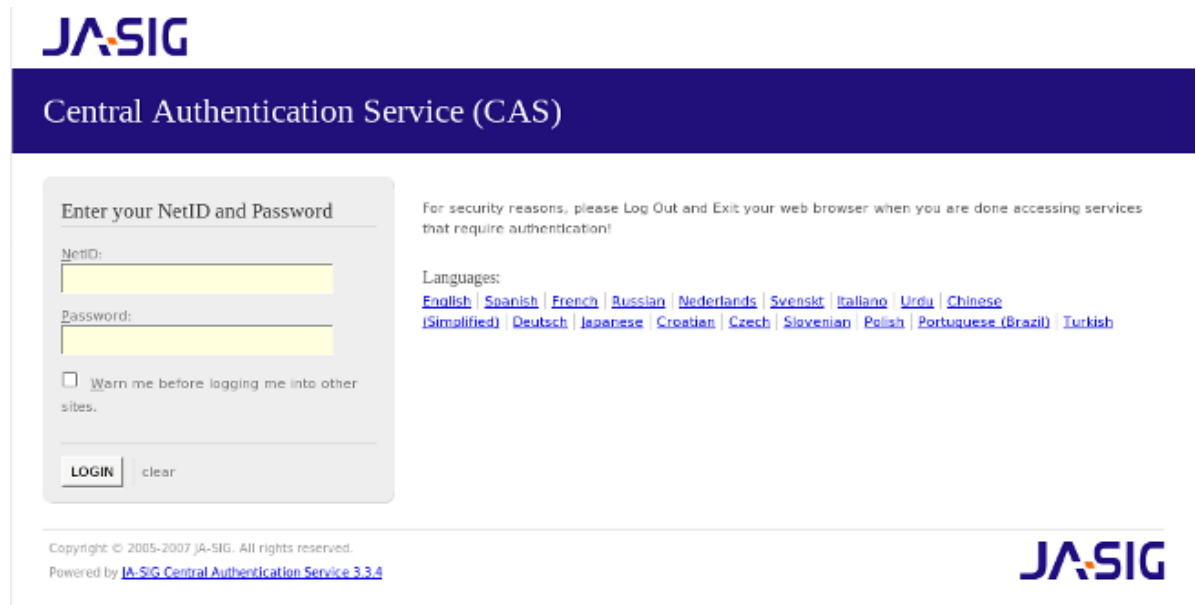 JA-SIG
Central Authentication Service (CAS)
Enter your NetID and Password
NetID:
Password:
Warn me before logging me into other
sites.
LOGIN clear
For security reasons, please Log Out and Exit your web browser when you are done accessing services
that require authentication!
Languages:
English | Spanish | French | Russian | Nederlands | Svenskt | Italiano | Urdu | Chinese
(Simplified) | Deutsch | Japanese | Croatian | Czech | Slovenian | Polish | Portuguese (Brazil) | Turkish
Copyright © 2005-2007 JA-SIG. All rights reserved.
Powered by JA-SIG Central Authentication Service 3.3.4
JA-SIG